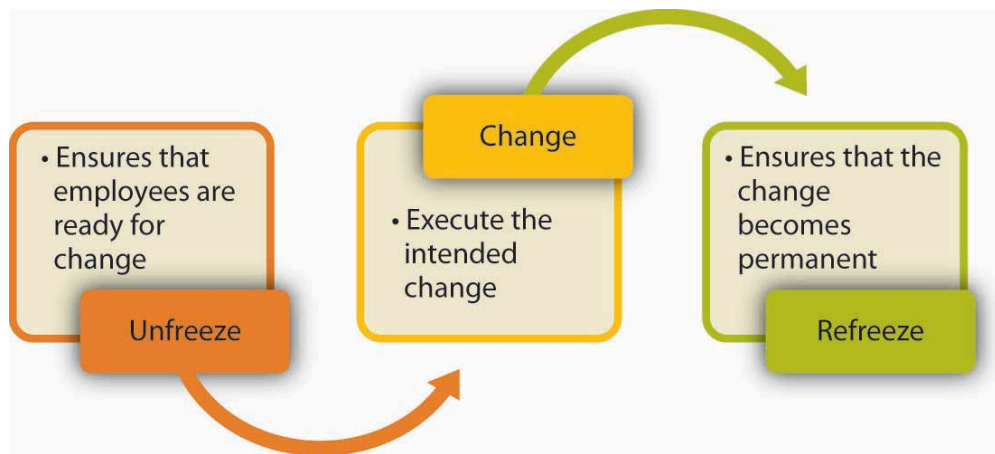 • Ensures that
employees are
ready for
change
Unfreeze
Change
• Execute the
intended
change
• Ensures that the
change
becomes
permanent
Refreeze